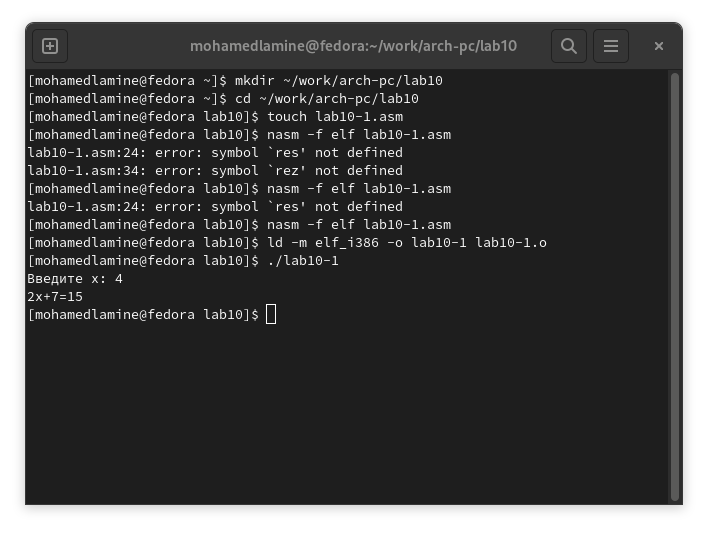 mohamedlamine@fedora:~/work/arch-pc/lab10
[mohamedlamine@fedora ~]$ mkdir ~/work/arch-pc/lab10
[mohamedlamine@fedora ~]$ cd ~/work/arch-pc/lab10
[mohamedlamine@fedora lab10]$ touch lab10-1.asm
[mohamedlamine@fedora lab10]$ nasm -f elf lab10-1.asm
lab10-1.asm:24: error: symbol `res' not defined
lab10-1.asm:34: error: symbol `rez' not defined
[mohamedlamine@fedora lab10]$ nasm -f elf lab10-1.asm
lab10-1.asm:24: error: symbol `res' not defined
[mohamedlamine@fedora lab10]$ nasm -f elf lab10-1.asm
[mohamedlamine@fedora lab10]$ ld -m elf_i386 -o lab10-1 lab10-1.o
[mohamedlamine@fedora lab10]$ ./lab10-1
Введите x: 4
2x+7=15
[mohamedlamine@fedora lab10]$